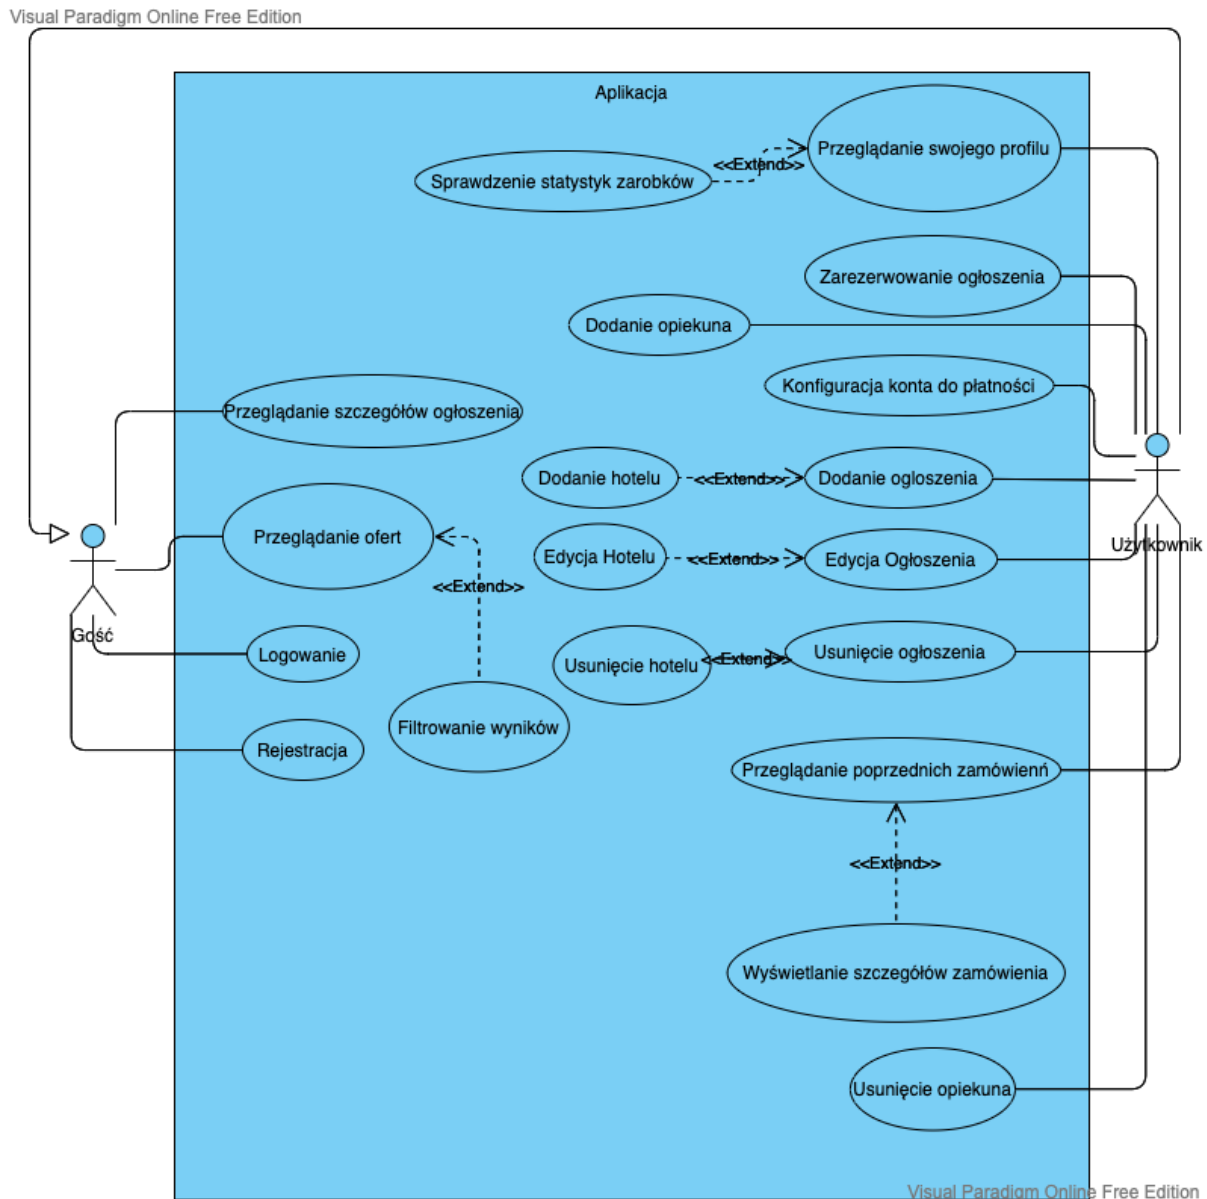 Visual Paradigm Online Free Edition
Aplikacja
Przeglądanie swojego profilu
<<Extend>>
Sprawdzenie statystyk zarobków
Zarezerwowanie ogłoszenia
Dodanie opiekuna
Konfiguracja konta do płatności
Przeglądanie szczegółów ogłoszenia
Dodanie hotelu
<<Extend>>
Dodanie ogloszenia
Przeglądanie ofert
Edycja Hotelu
<<Extend>>
Edycja Ogłoszenia
Użytkownik
<<Extend>>
Gość
Logowanie
Usunięcie hotelu
<<Extend>>
Usunięcie ogłoszenia
Filtrowanie wyników
Rejestracja
Przeglądanie poprzednich zamówienń
<<Extend>>
Wyświetlanie szczegółów zamówienia
Usunięcie opiekuna
Visual Paradigm Online Free Edition